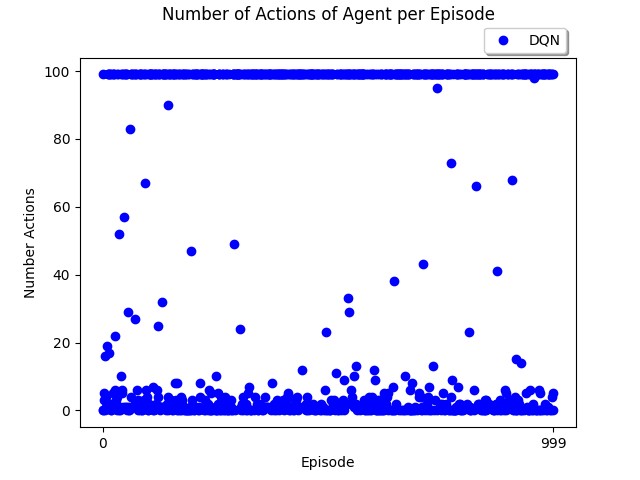 Number of Actions of Agent per Episode
DQN
100
80
60
40
20
0
Number Actions
0
999
Episode